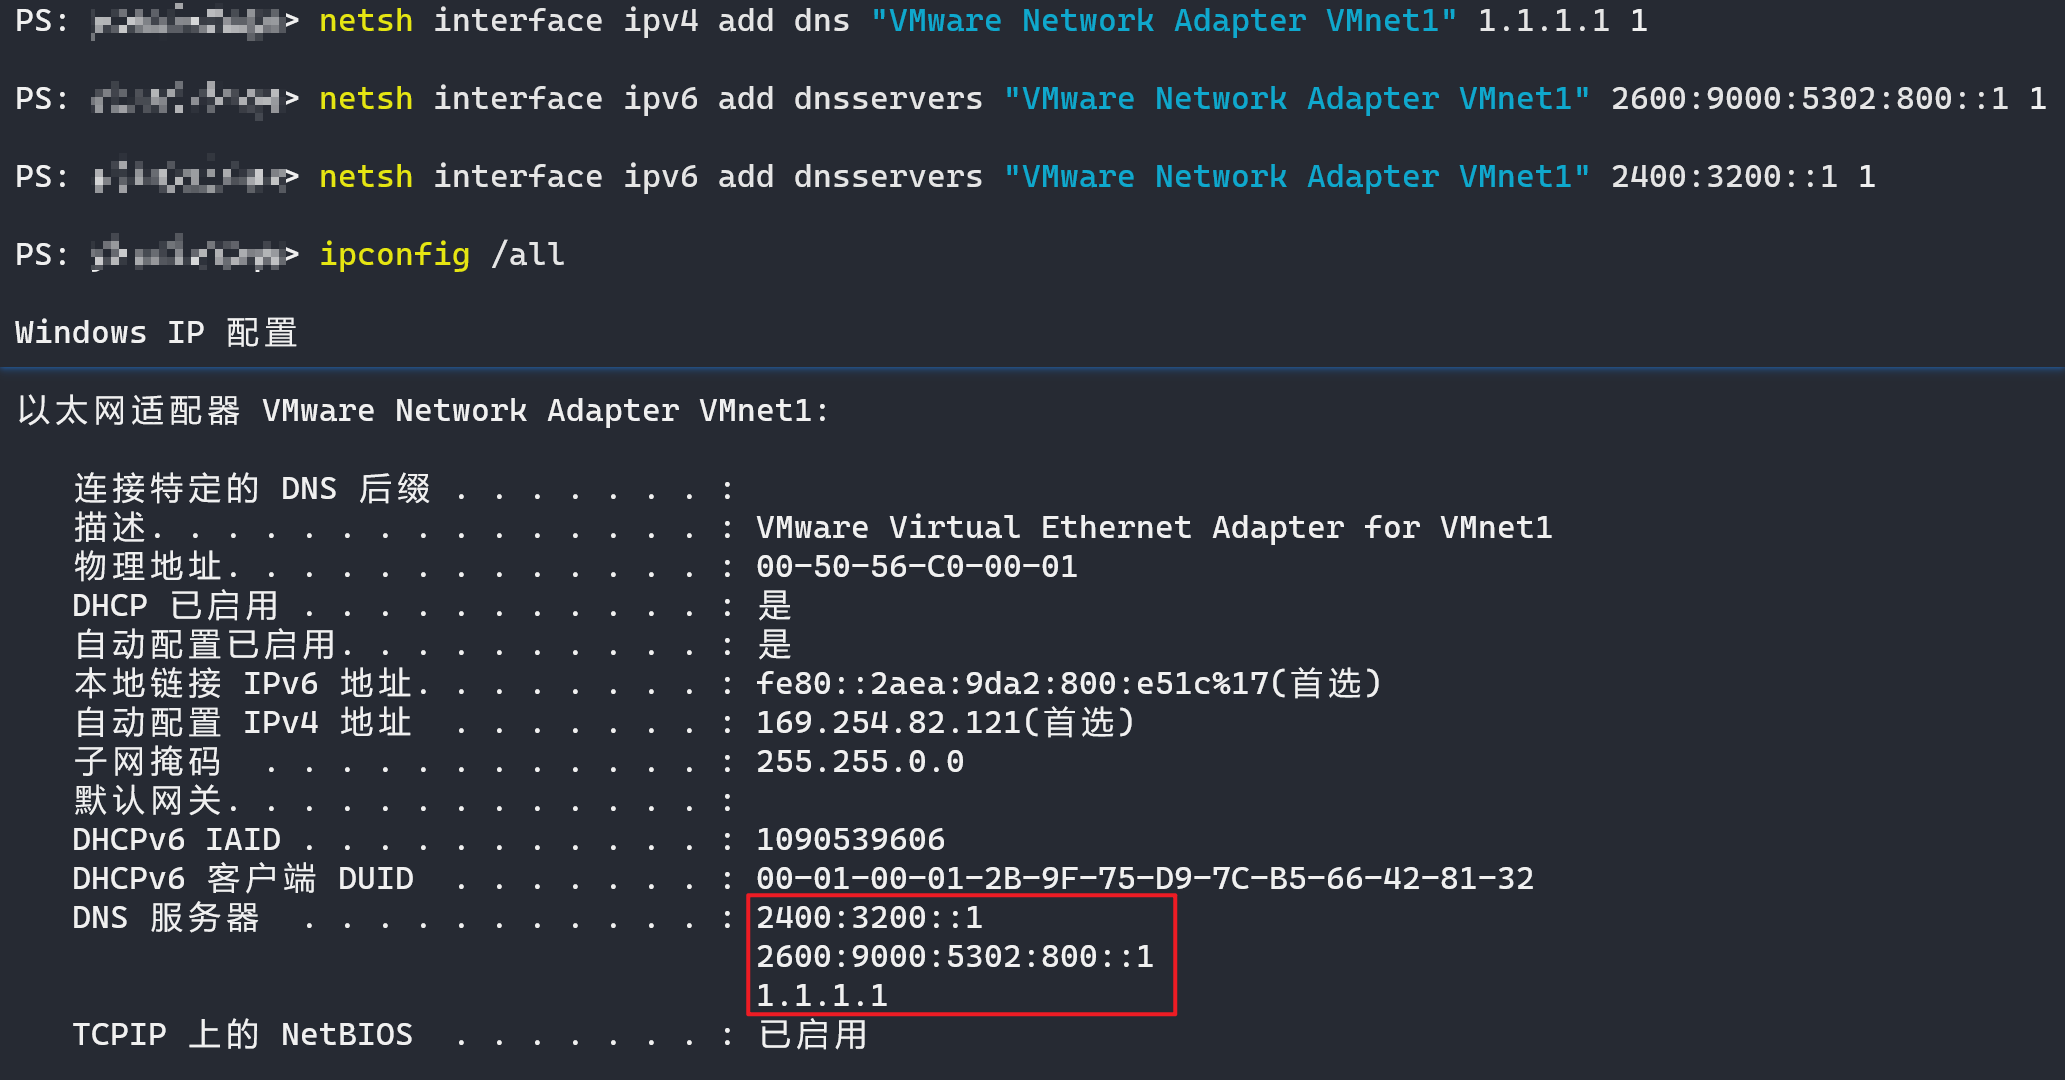 PS: > netsh interface ipv4 add dns "VMware Network Adapter VMnet1" 1.1.1.1 1
PS: > netsh interface ipv6 add dnsservers "VMware Network Adapter VMnet1" 2600:9000:5302:800::1 1
PS: > netsh interface ipv6 add dnsservers "VMware Network Adapter VMnet1" 2400:3200::1 1
PS: > ipconfig /all
Windows IP 配置
以太网适配器 VMware Network Adapter VMnet1:
连接特定的 DNS 后缀 . . . . . . . :
描述. . . . . . . . . . . . . . . : VMware Virtual Ethernet Adapter for VMnet1
物理地址. . . . . . . . . . . . . : 00-50-56-C0-00-01
DHCP 已启用 . . . . . . . . . . . : 是
自动配置已启用. . . . . . . . . . : 是
本地链接 IPv6 地址. . . . . . . . : fe80::2aea:9da2:800:e51c%17(首选)
自动配置 IPv4 地址  . . . . . . . : 169.254.82.121(首选)
子网掩码  . . . . . . . . . . . . : 255.255.0.0
默认网关. . . . . . . . . . . . . :
DHCPv6 IAID . . . . . . . . . . . : 1090539606
DHCPv6 客户端 DUID  . . . . . . . : 00-01-00-01-2B-9F-75-D9-7C-B5-66-42-81-32
DNS 服务器  . . . . . . . . . . . : 2400:3200::1
2600:9000:5302:800::1
1.1.1.1
TCPIP 上的 NetBIOS  . . . . . . . : 已启用